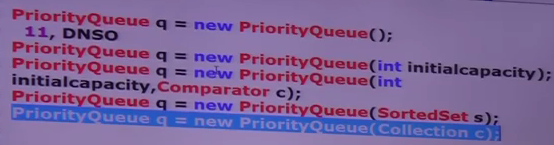 PriorityQueue q = new PriorityQueue();
11, DNSO
PriorityQueue q = new PriorityQueue(int initialcapacity);
PriorityQueue q = new PriorityQueue(int
initialcapacity,Comparator c);
PriorityQueue q = new PriorityQueue(SortedSet s);
PriorityQueue q = new PriorityQueue(Collection c);